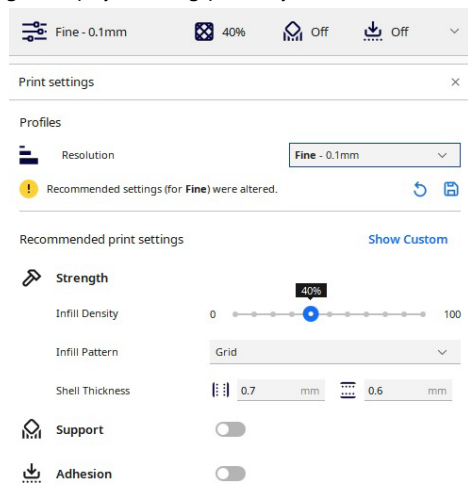 Fine - 0.1mm 40% Off Off
Print settings
Profiles
Resolution Fine - 0.1mm
! Recommended settings (for Fine) were altered.
Recommended print settings Show Custom
Strength
40%
Infill Density 0 100
Infill Pattern Grid
Shell Thickness 0.7 mm 0.6 mm
Support
Adhesion